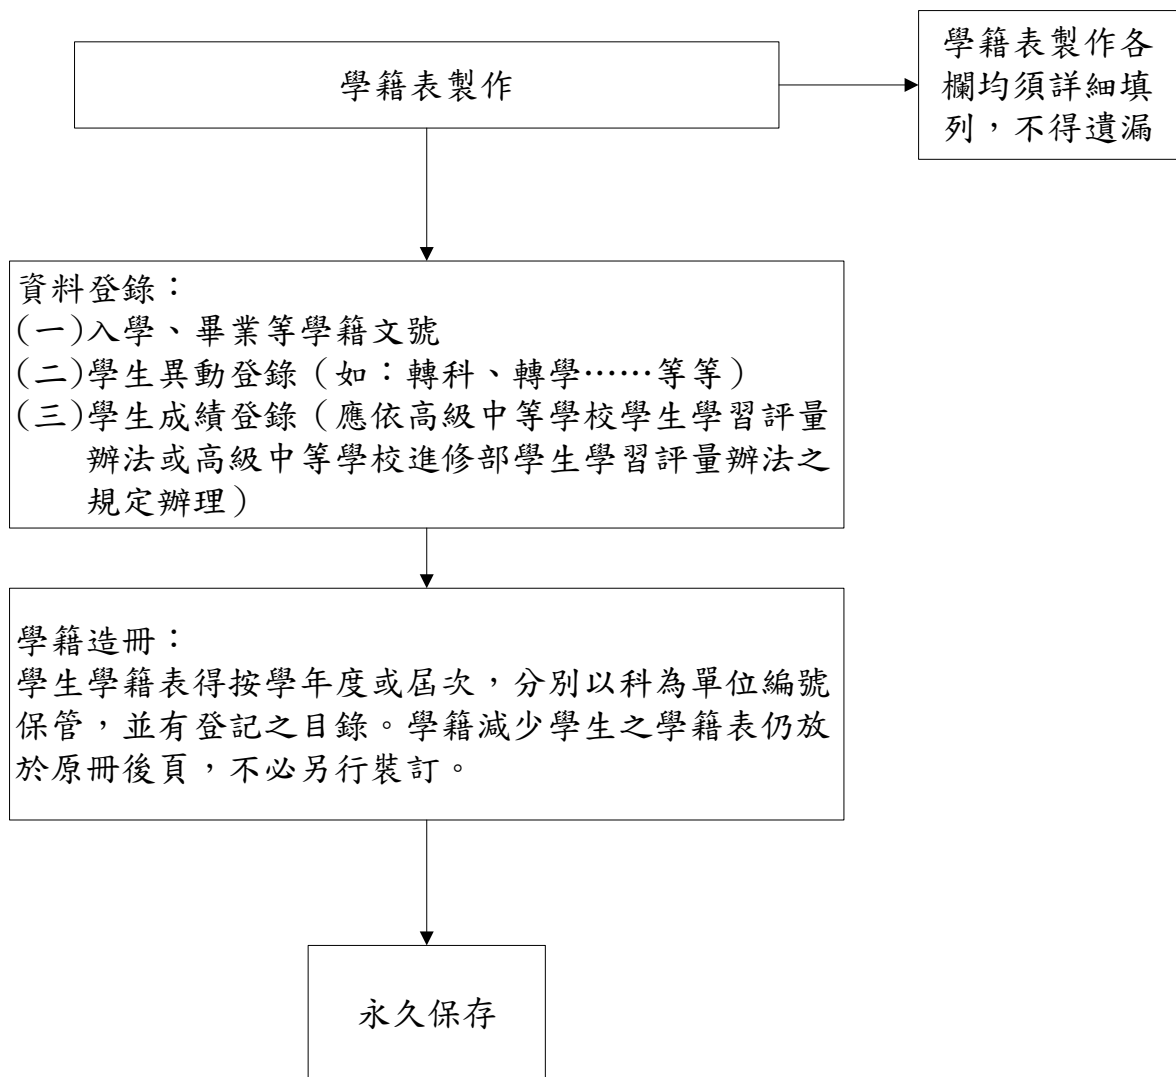 學籍表製作
學籍表製作各
欄均須詳細填
列，不得遺漏
資料登錄：
(一)入學、畢業等學籍文號
(二)學生異動登錄（如：轉科、轉學……等等）
(三)學生成績登錄（應依高級中等學校學生學習評量
辦法或高級中等學校進修部學生學習評量辦法之
規定辦理）
學籍造冊：
學生學籍表得按學年度或屆次，分別以科為單位編號
保管，並有登記之目錄。學籍減少學生之學籍表仍放
於原冊後頁，不必另行裝訂。
永久保存